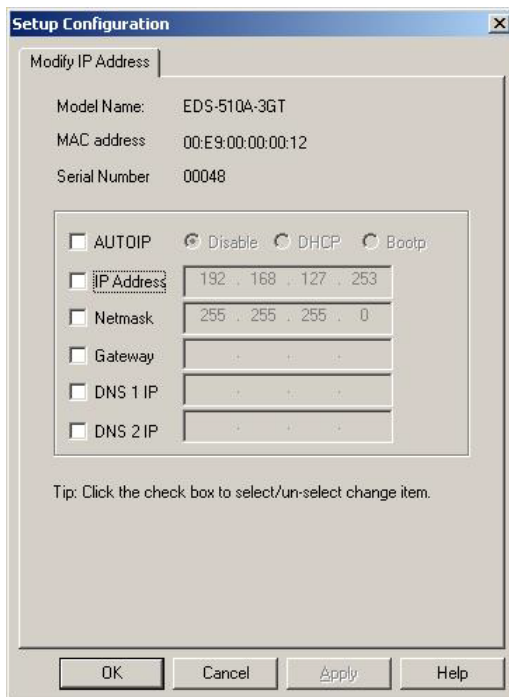 Setup Configuration
Modify IP Address
Model Name: EDS-510A-3GT
MAC address 00:E9:00:00:00:12
Serial Number 00048
AUTOIP Disable DHCP Bootp
IP Address 192 . 168 . 127 . 253
Netmask 255 . 255 . 255 . 0
Gateway . . .
DNS 1 IP . . .
DNS 2 IP . . .
Tip: Click the check box to select/un-select change item.
OK Cancel Apply Help